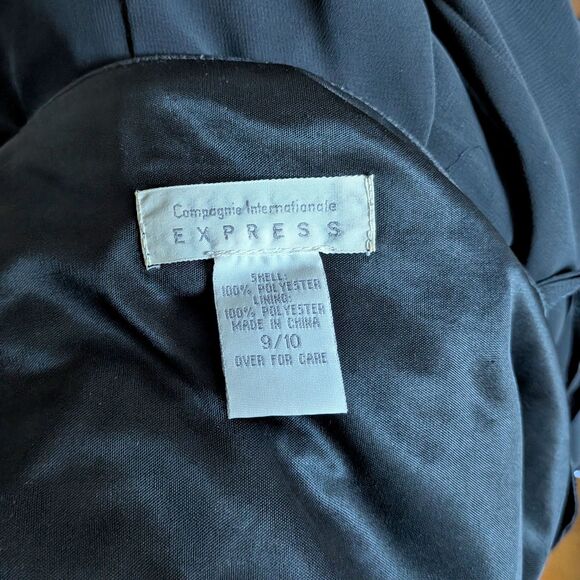 Compagnie Internationale
EXPRESS
SHELL:
100% POLYESTER
LINING:
100% POLYESTER
MADE IN CHINA
9/10
OVER FOR CARE